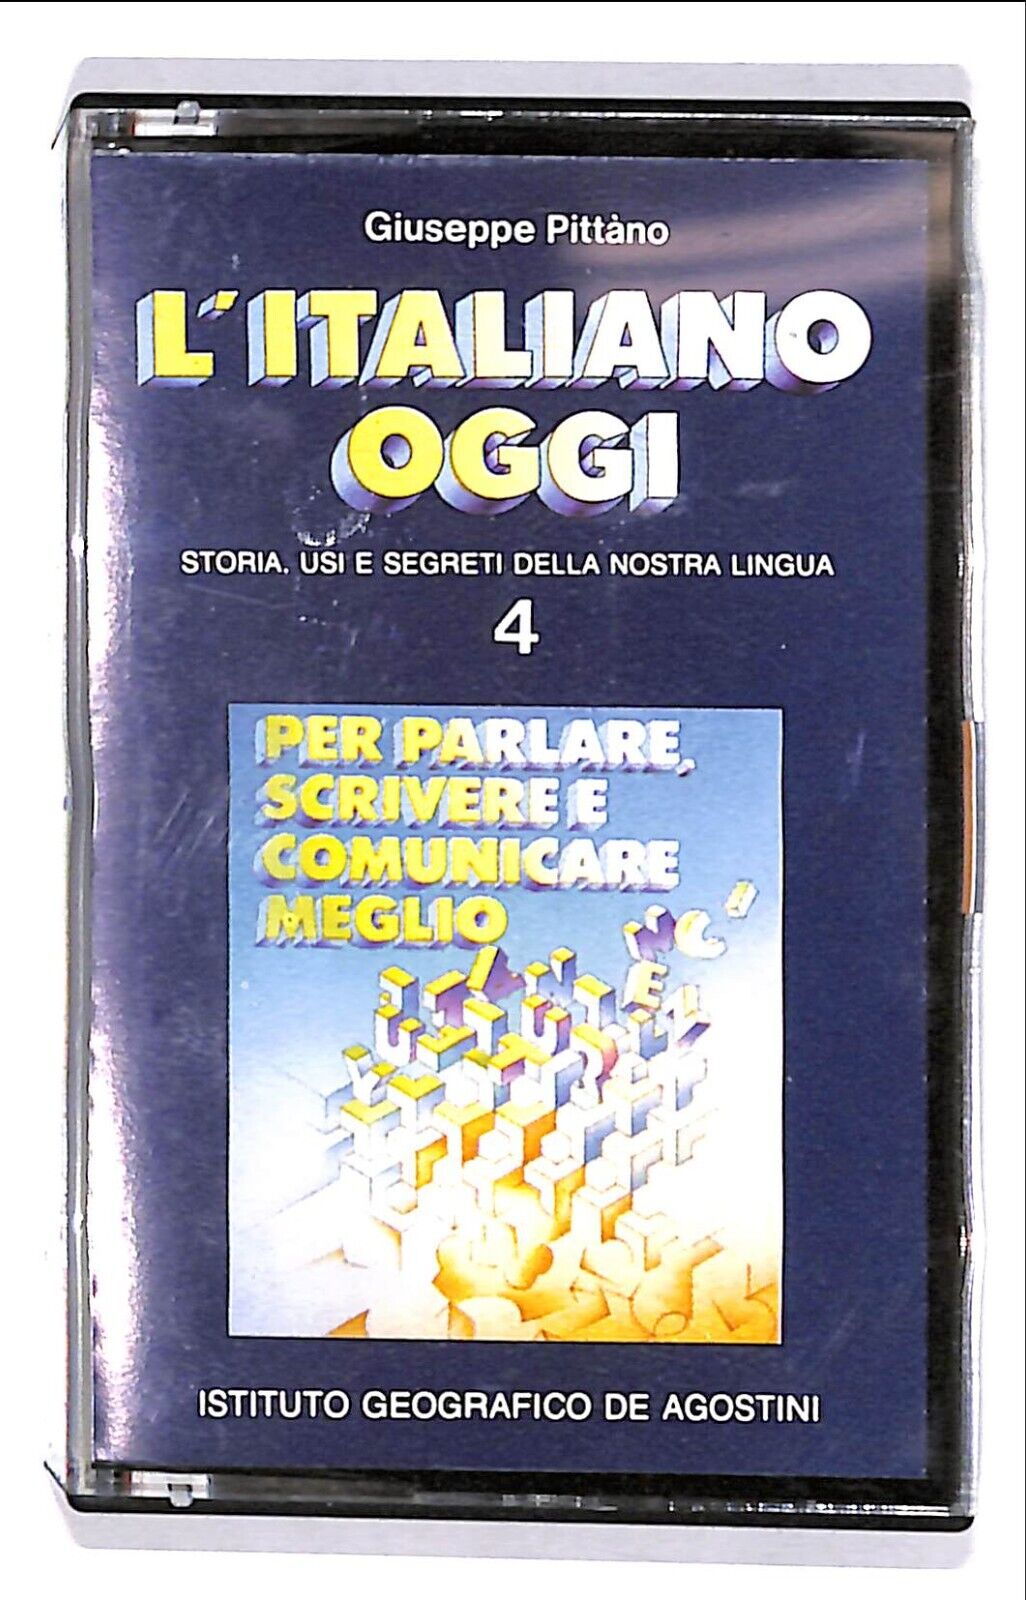 Giuseppe Pittàno
L'ITALIANO
OGGI
STORIA, USI E SEGRETI DELLA NOSTRA LINGUA
4
PER PARLARE,
SCRIVERE E
COMUNICARE
MEGLIO
ISTITUTO GEOGRAFICO DE AGOSTINI